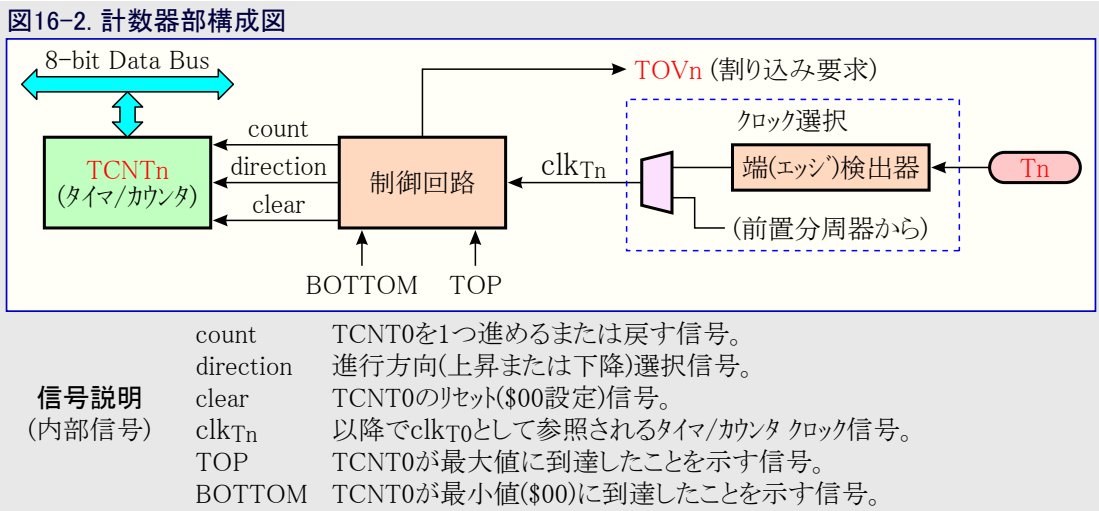 図16-2. 計数器部構成図
8-bit Data Bus
TOVn (割り込み要求)
クロック選択
count
TCNTn
(タイマ/カウンタ)
direction
制御回路
clkTn
端(エッジ)検出器
Tn
clear
(前置分周器から)
BOTTOM
TOP
信号説明
(内部信号)
count TCNT0を1つ進めるまたは戻す信号。
direction 進行方向(上昇または下降)選択信号。
clear TCNT0のリセット($00設定)信号。
clkTn 以降でclkT0として参照されるタイマ/カウンタ クロック信号。
TOP TCNT0が最大値に到達したことを示す信号。
BOTTOM TCNT0が最小値($00)に到達したことを示す信号。